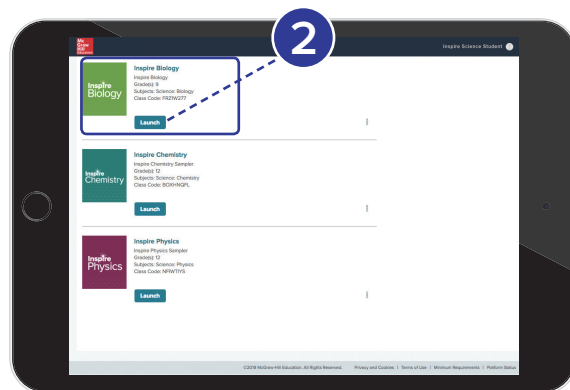 2
Mc
Graw
Hill
Education
Inspire Science Student
Inspire
Biology
Inspire Biology
Inspire Biology
Grade(s): 9
Subjects: Science: Biology
Class Code: FRZ1W277
Launch
Inspire
Chemistry
Inspire Chemistry
Inspire Chemistry Sampler
Grade(s): 12
Subjects: Science: Chemistry
Class Code: BOXHNQPL
Launch
Inspire
Physics
Inspire Physics
Inspire Physics Sampler
Grade(s): 12
Subjects: Science: Physics
Class Code: NFIWTIYS
Launch
©2019 McGraw-Hill Education. All Rights Reserved. Privacy and Cookies | Terms of Use | Minimum Requirements | Platform Status